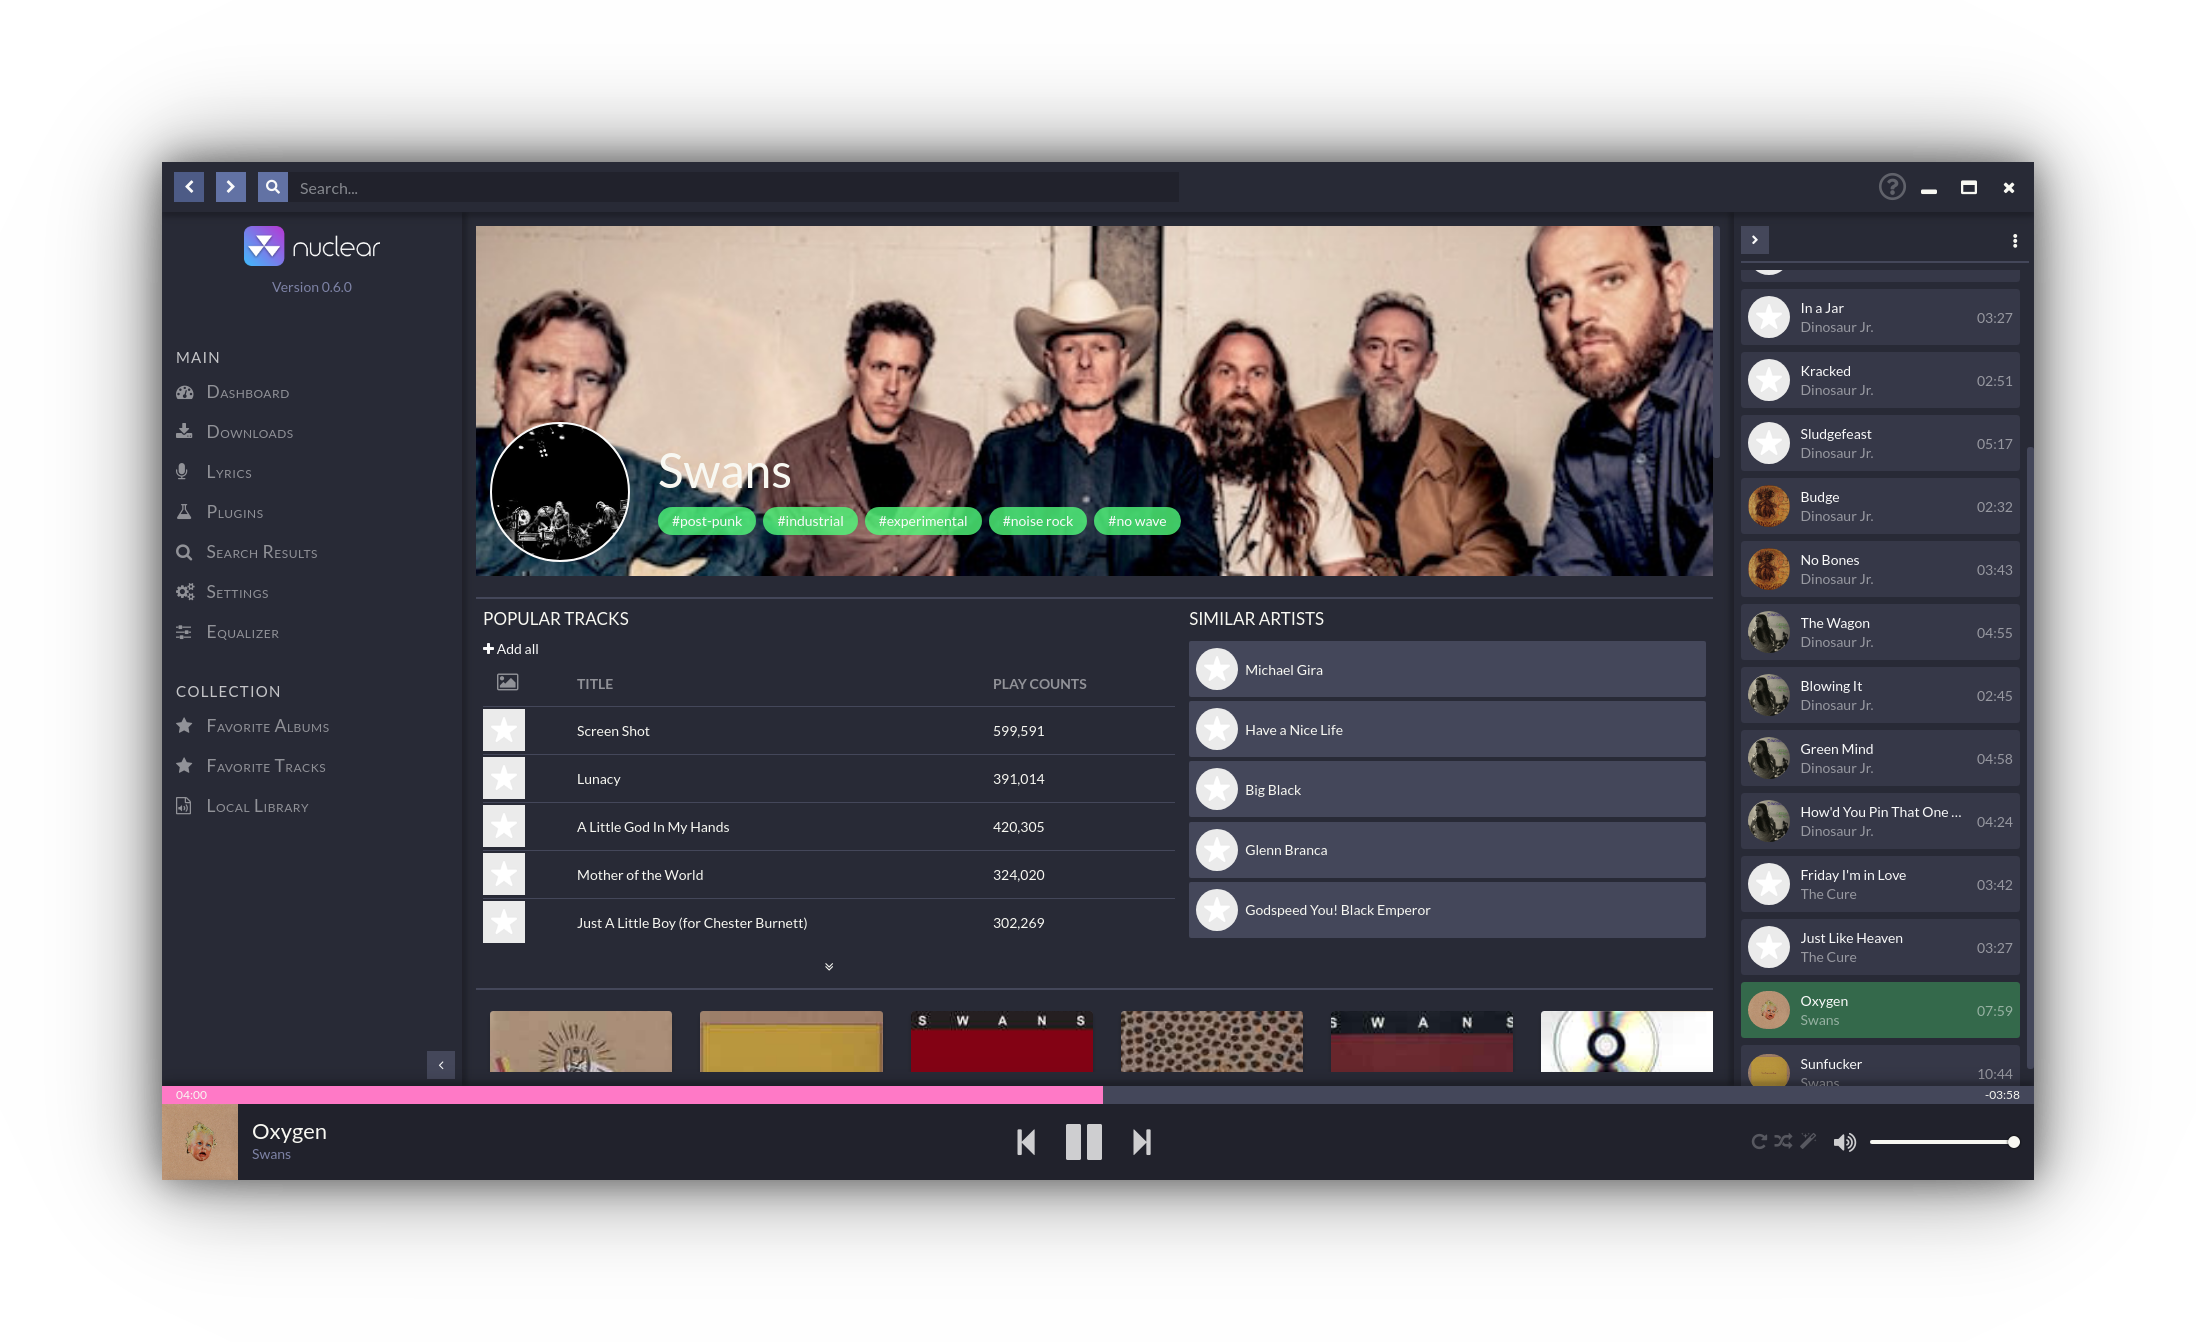 Search...
nuclear
Version 0.6.0
MAIN
Dashboard
Downloads
Lyrics
Plugins
Search Results
Settings
Equalizer
COLLECTION
Favorite Albums
Favorite Tracks
Local Library
Swans
#post-punk
#industrial
#experimental
#noise rock
#no wave
POPULAR TRACKS
Add all
TITLE
PLAY COUNTS
Screen Shot
599,591
Lunacy
391,014
A Little God In My Hands
420,305
Mother of the World
324,020
Just A Little Boy (for Chester Burnett)
302,269
SIMILAR ARTISTS
Michael Gira
Have a Nice Life
Big Black
Glenn Branca
Godspeed You! Black Emperor
SWANS
SWANS
In a Jar
Dinosaur Jr.
03:27
Kracked
Dinosaur Jr.
02:51
Sludgefeast
Dinosaur Jr.
05:17
Budge
Dinosaur Jr.
02:32
No Bones
Dinosaur Jr.
03:43
The Wagon
Dinosaur Jr.
04:55
Blowing It
Dinosaur Jr.
02:45
Green Mind
Dinosaur Jr.
04:58
How'd You Pin That One ...
Dinosaur Jr.
04:24
Friday I'm in Love
The Cure
03:42
Just Like Heaven
The Cure
03:27
Oxygen
Swans
07:59
Sunfucker
Swans
10:44
04:00
-03:58
Oxygen
Swans